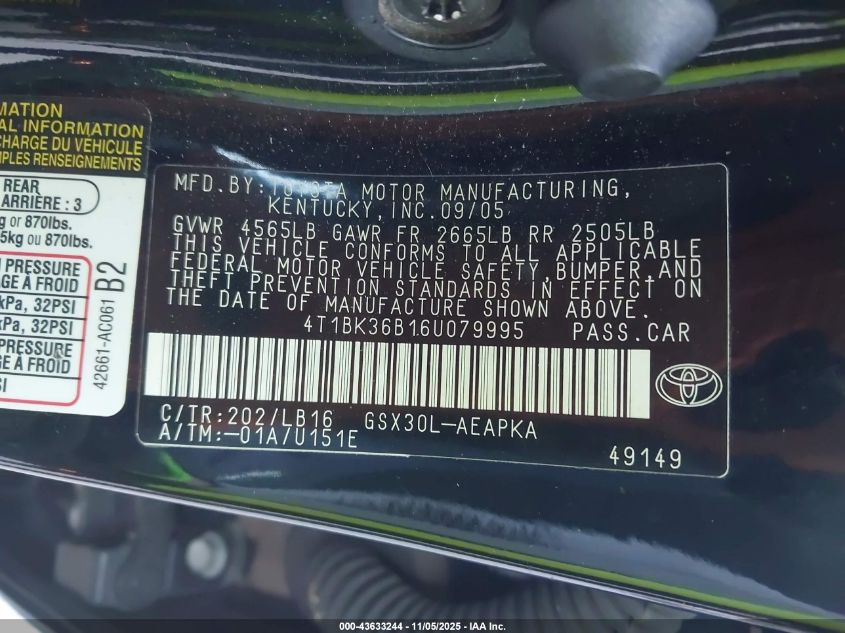 MATION
AL INFORMATION
CHARGE DU VEHICULE
PLES RENSEIGNEMENTS
REAR
ARRIÈRE : 3
g or 870lbs.
5kg ou 870lbs.
PRESSURE
GE À FROID
kPa, 32PSI
kPa, 32PSI
PRESSURE
GE À FROID
SI
42661-AC061 B2
MFD.BY:TOYOTA MOTOR MANUFACTURING,
KENTUCKY, INC.09/05
GVWR 4565LB GAWR FR 2665LB RR 2505LB
THIS VEHICLE CONFORMS TO ALL APPLICABLE
FEDERAL MOTOR VEHICLE SAFETY,BUMPER,AND
THEFT PREVENTION STANDARDS IN EFFECT ON
THE DATE OF MANUFACTURE SHOWN ABOVE.
4T1BK36B16U079995 PASS.CAR
C/TR:202/LB16 GSX30L-AEAPKA
A/TM:-01A/U151E
49149
000-43633244 - 11/05/2025 - IAA Inc.